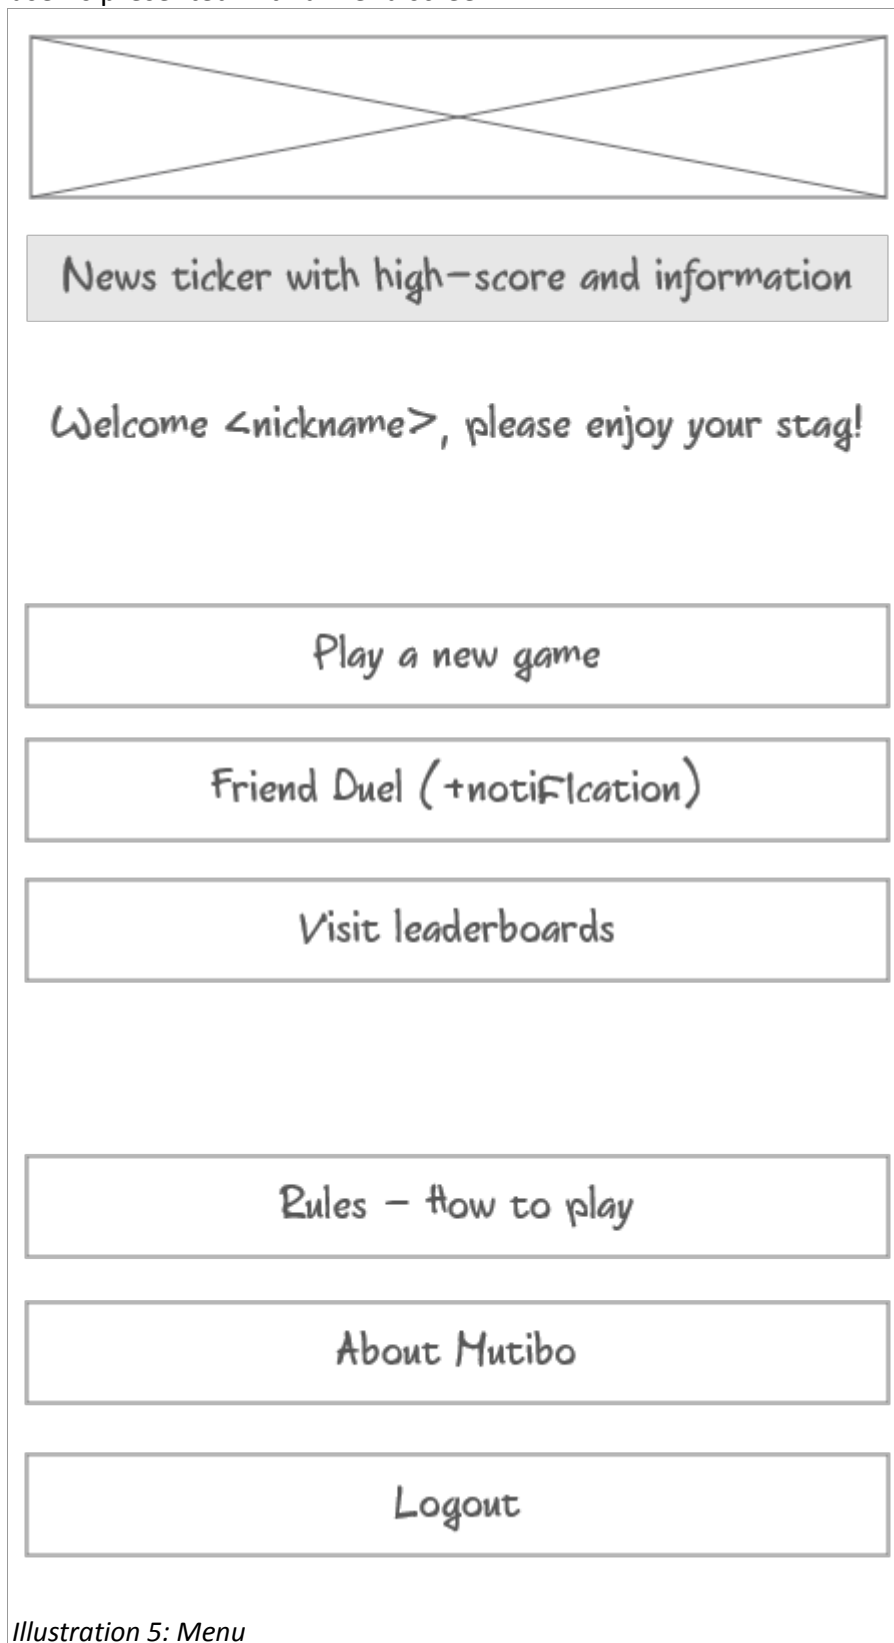 News ticker with high-score and information
Welcome <nickname>, please enjoy your stag!
Play a new game
Friend Duel (+notiFIcation)
Visit leaderboards
Rules - How to play
About Mutibo
Logout
Illustration 5: Menu